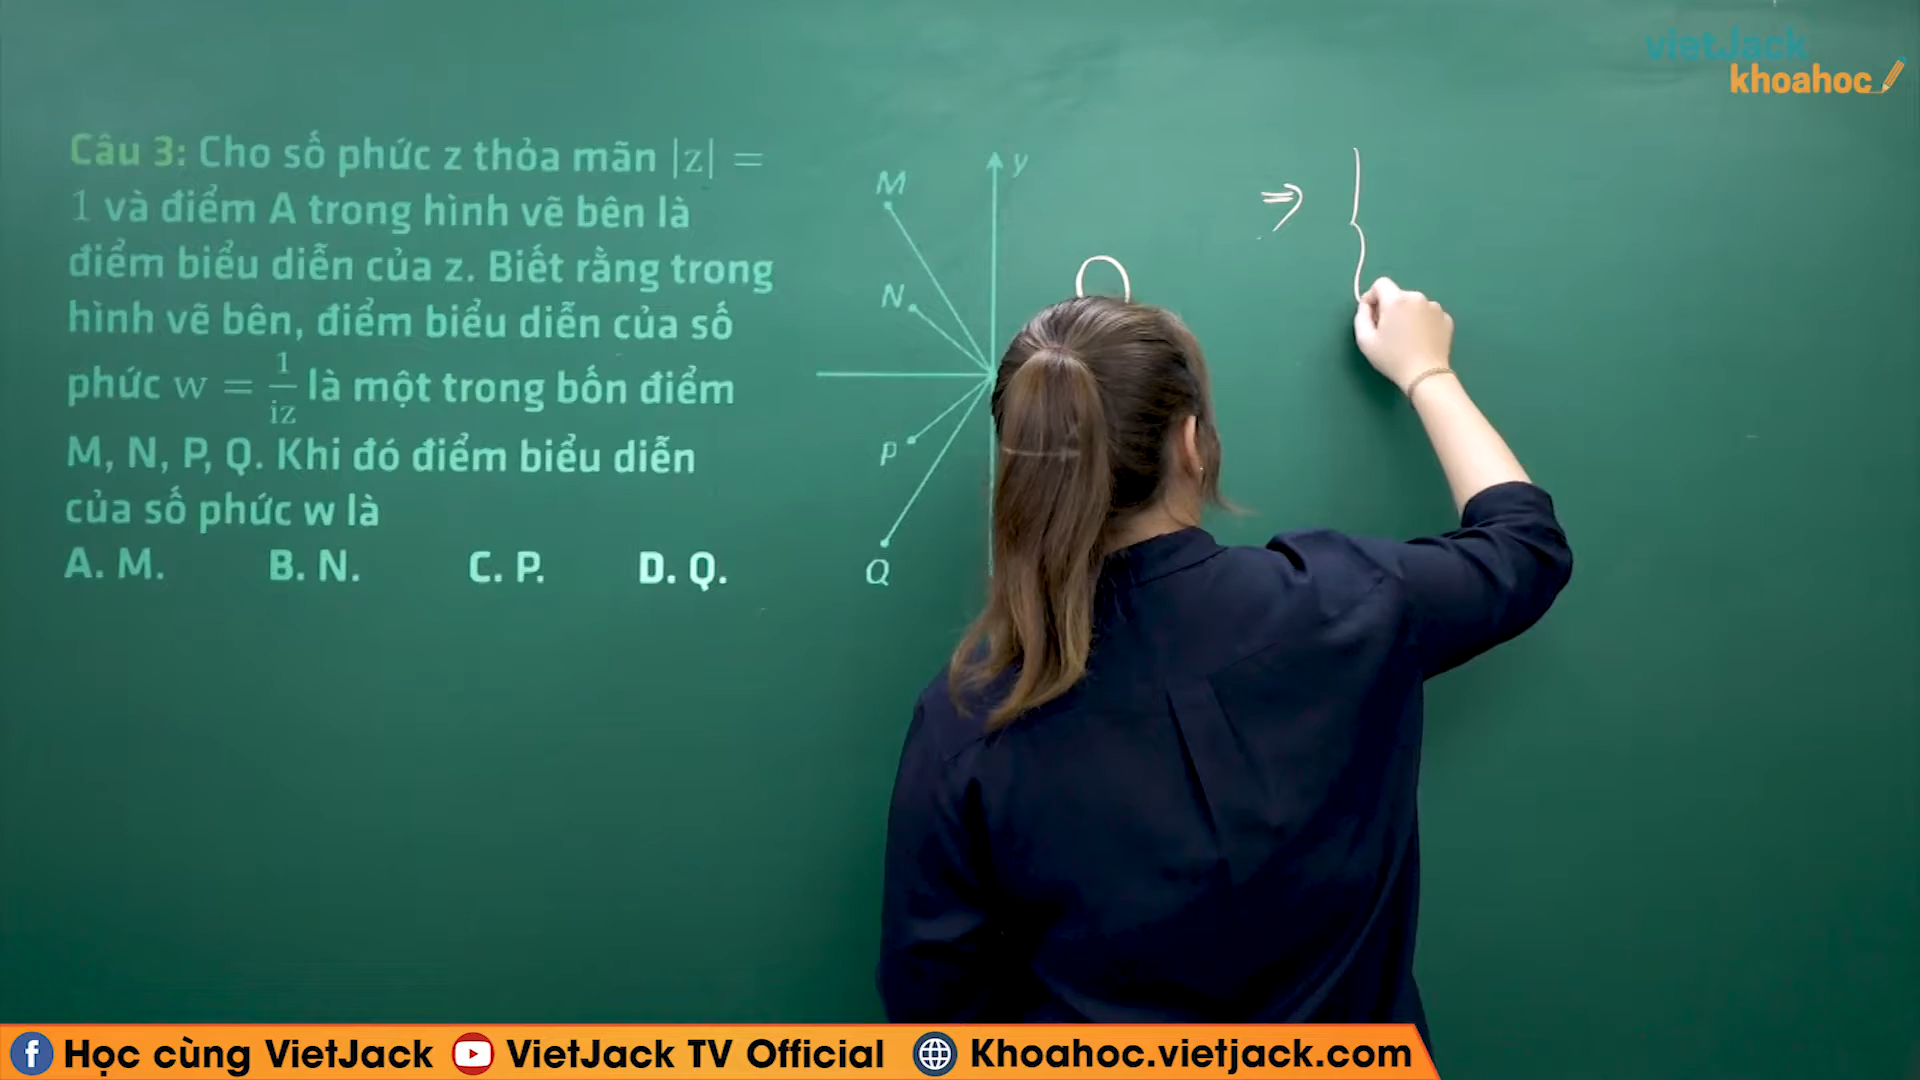 vietJack
khoahoc
Câu 3: Cho số phức z thỏa mãn |z| =
1 và điểm A trong hình vẽ bên là
điểm biểu diễn của z. Biết rằng trong
hình vẽ bên, điểm biểu diễn của số
phức w = 1/iz là một trong bốn điểm
M, N, P, Q. Khi đó điểm biểu diễn
của số phức w là
A. M. B. N. C. P. D. Q.
y
M
N
P
Q
⇒ {
Học cùng VietJack VietJack TV Official Khoahoc.vietjack.com